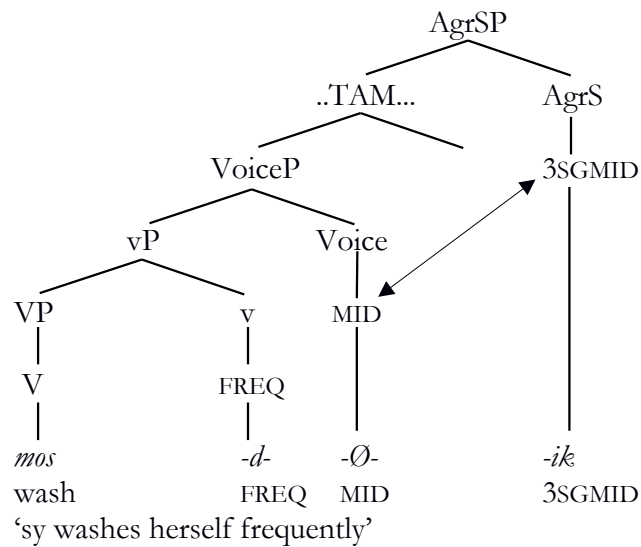 AgrSP
..TAM... AgrS
VoiceP 3SGMID
vP Voice
VP v MID
V FREQ
mos -d- -Ø- -ik
wash FREQ MID 3SGMID
‘sy washes herself frequently’